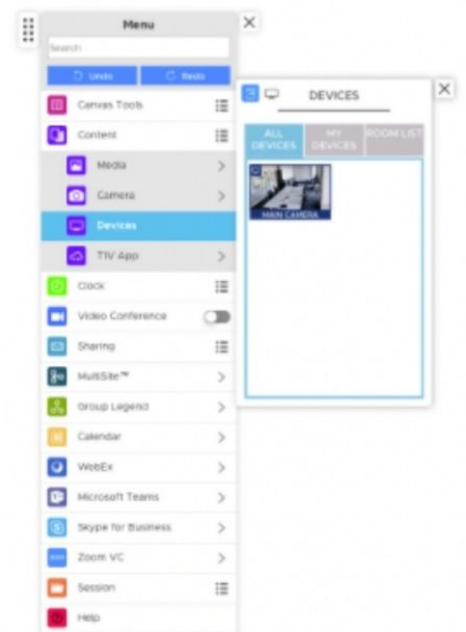 Menu
Search
Undo
Redo
Canvas Tools
Content
Media
Camera
Devices
TIV App
Clock
Video Conference
Sharing
MultiSite™
Group Legend
Calendar
WebEx
Microsoft Teams
Skype for Business
Zoom VC
Session
Help
DEVICES
ALL DEVICES
MY DEVICES
ROOM LIST
MAIN CAMERA